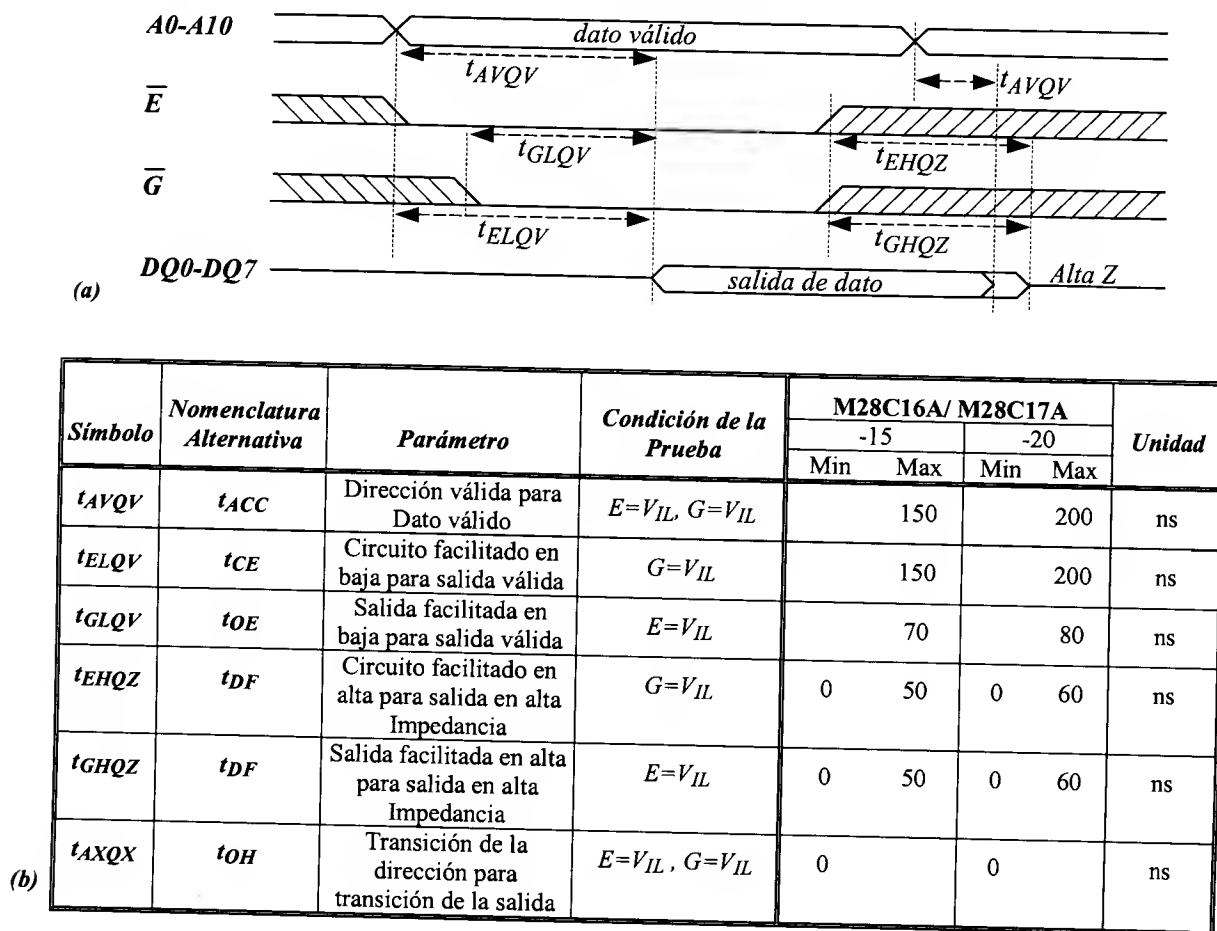 A0-A10
dato válido
tAVQV
tAVQV
E
tGLQV
tEHQZ
G
tELQV
tGHQZ
DQ0-DQ7
salida de dato
Alta Z
(a)
Símbolo
Nomenclatura
Alternativa
Parámetro
Condición de la
Prueba
M28C16A/ M28C17A
-15
-20
Min Max Min Max
Unidad
tAVQV
tACC
Dirección válida para
Dato válido
E=VIL, G=VIL
150
200
ns
tELQV
tCE
Circuito facilitado en
baja para salida válida
G=VIL
150
200
ns
tGLQV
tOE
Salida facilitada en
baja para salida válida
E=VIL
70
80
ns
tEHQZ
tDF
Circuito facilitado en
alta para salida en alta
Impedancia
G=VIL
0 50 0 60
ns
tGHQZ
tDF
Salida facilitada en alta
para salida en alta
Impedancia
E=VIL
0 50 0 60
ns
tAXQX
tOH
Transición de la
dirección para
transición de la salida
E=VIL , G=VIL
0
0
ns
(b)